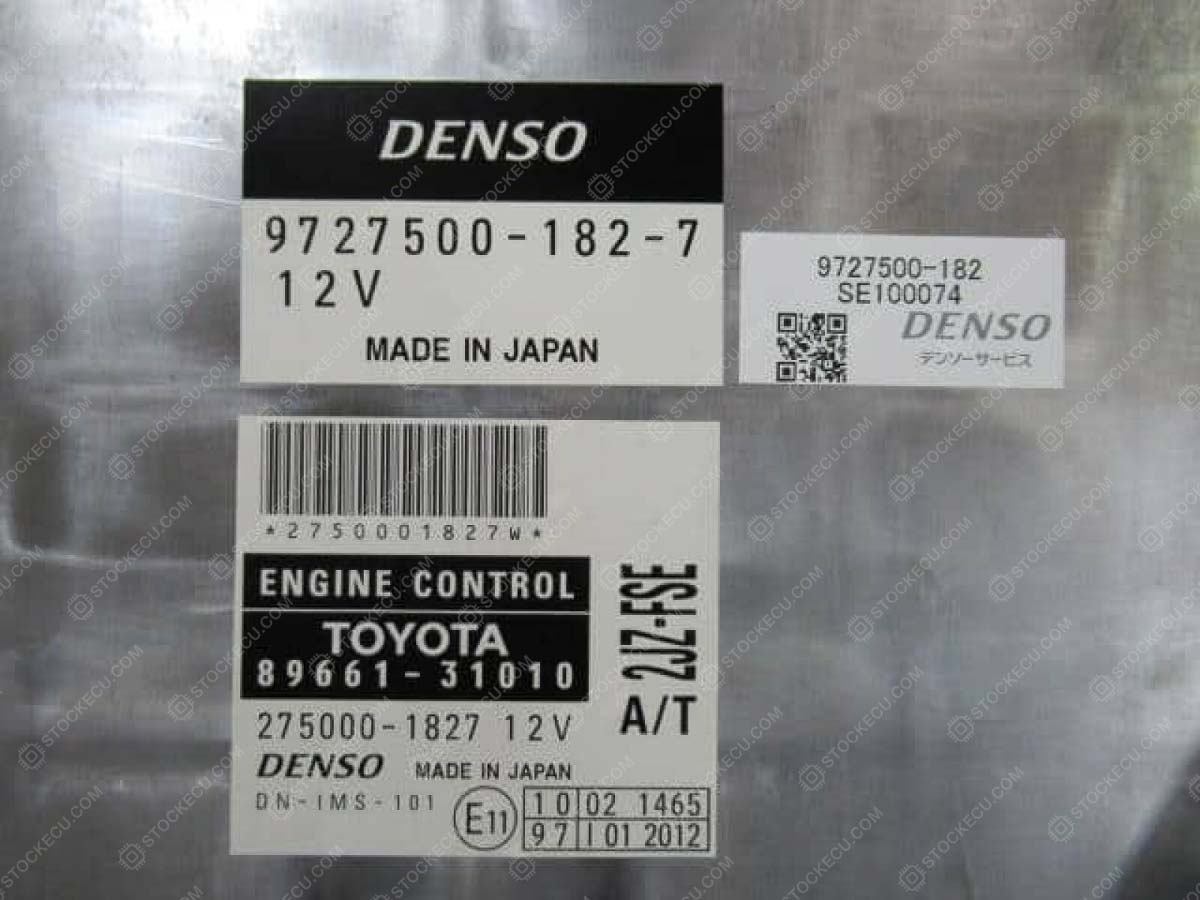 DENSO
9727500-182-7
12V
MADE IN JAPAN
9727500-182
SE100074
DENSO
デンソーサービス
*2750001827W*
ENGINE CONTROL
TOYOTA
89661-31010
275000-1827 12V
DENSO MADE IN JAPAN
DN-IMS-101
2JZ-FSE
A/T
E11
10 02 1465
97 I 01 2012
STOCKECU.COM